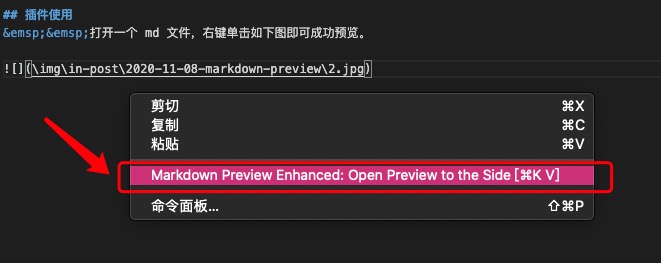 ## 插件使用
&emsp;&emsp;打开一个 md 文件，右键单击如下图即可成功预览。
![](\img\in-post\2020-11-08-markdown-preview\2.jpg)
剪切 ⌘X
复制 ⌘C
粘贴 ⌘V
Markdown Preview Enhanced: Open Preview to the Side [⌘K V]
命令面板... ⇧⌘P